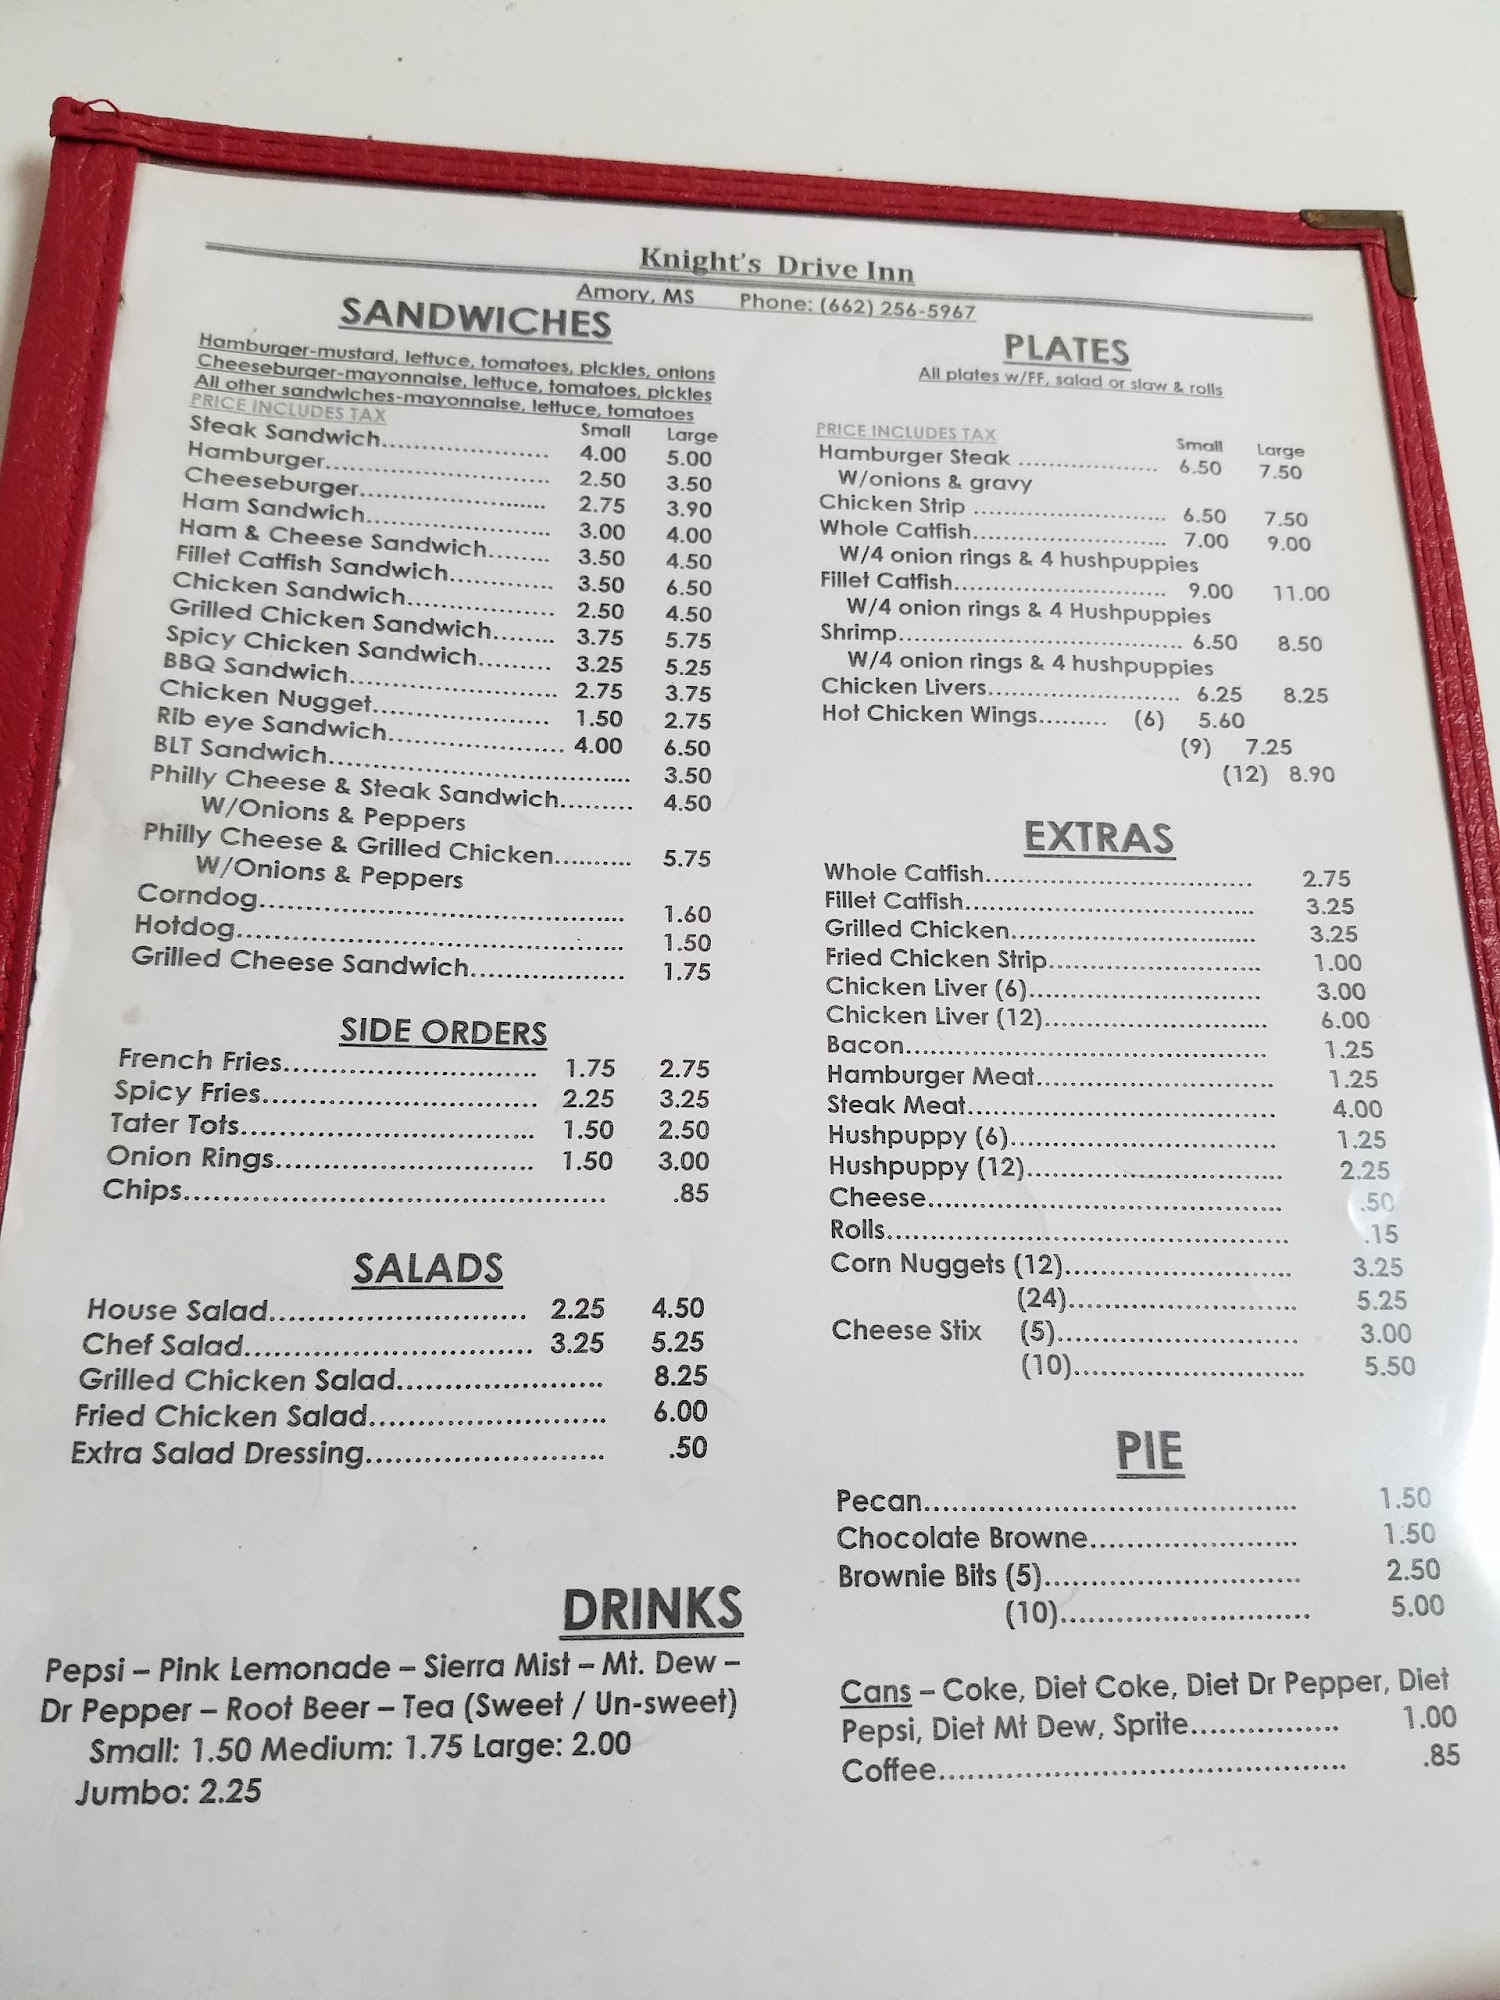 Knight's Drive Inn
Amory, MS Phone: (662) 256-5967
SANDWICHES
Hamburger-mustard, lettuce, tomatoes, pickles, onions
Cheeseburger-mayonnaise, lettuce, tomatoes, pickles
All other sandwiches-mayonnaise, lettuce, tomatoes
PRICE INCLUDES TAX
Small Large
Steak Sandwich.................... 4.00 5.00
Hamburger........................... 2.50 3.50
Cheeseburger....................... 2.75 3.90
Ham Sandwich...................... 3.00 4.00
Ham & Cheese Sandwich........ 3.50 4.50
Fillet Catfish Sandwich............. 3.50 6.50
Chicken Sandwich.................. 2.50 4.50
Grilled Chicken Sandwich........ 3.75 5.75
Spicy Chicken Sandwich......... 3.25 5.25
BBQ Sandwich......................... 2.75 3.75
Chicken Nugget..................... 1.50 2.75
Rib eye Sandwich..................... 4.00 6.50
BLT Sandwich.................................... 3.50
Philly Cheese & Steak Sandwich......... 4.50
W/Onions & Peppers
Philly Cheese & Grilled Chicken.......... 5.75
W/Onions & Peppers
Corndog............................................ 1.60
Hotdog............................................... 1.50
Grilled Cheese Sandwich................... 1.75
SIDE ORDERS
French Fries............................... 1.75 2.75
Spicy Fries................................. 2.25 3.25
Tater Tots.................................... 1.50 2.50
Onion Rings............................... 1.50 3.00
Chips.................................................. .85
SALADS
House Salad............................ 2.25 4.50
Chef Salad............................... 3.25 5.25
Grilled Chicken Salad...................... 8.25
Fried Chicken Salad......................... 6.00
Extra Salad Dressing......................... .50
DRINKS
Pepsi – Pink Lemonade – Sierra Mist – Mt. Dew –
Dr Pepper – Root Beer – Tea (Sweet / Un-sweet)
Small: 1.50 Medium: 1.75 Large: 2.00
Jumbo: 2.25
PLATES
All plates w/FF, salad or slaw & rolls
PRICE INCLUDES TAX
Small Large
Hamburger Steak .................. 6.50 7.50
W/onions & gravy
Chicken Strip ......................... 6.50 7.50
Whole Catfish......................... 7.00 9.00
W/4 onion rings & 4 hushpuppies
Fillet Catfish............................ 9.00 11.00
W/4 onion rings & 4 Hushpuppies
Shrimp.................................... 6.50 8.50
W/4 onion rings & 4 hushpuppies
Chicken Livers......................... 6.25 8.25
Hot Chicken Wings......... (6) 5.60
(9) 7.25
(12) 8.90
EXTRAS
Whole Catfish.................................. 2.75
Fillet Catfish..................................... 3.25
Grilled Chicken............................... 3.25
Fried Chicken Strip........................... 1.00
Chicken Liver (6).............................. 3.00
Chicken Liver (12)............................. 6.00
Bacon............................................... 1.25
Hamburger Meat.............................. 1.25
Steak Meat....................................... 4.00
Hushpuppy (6).................................. 1.25
Hushpuppy (12)................................. 2.25
Cheese.............................................. .50
Rolls.................................................... .15
Corn Nuggets (12).............................. 3.25
(24).............................. 5.25
Cheese Stix (5)............................... 3.00
(10)............................. 5.50
PIE
Pecan.......................................... 1.50
Chocolate Browne.......................... 1.50
Brownie Bits (5)............................... 2.50
(10)............................. 5.00
Cans – Coke, Diet Coke, Diet Dr Pepper, Diet
Pepsi, Diet Mt Dew, Sprite................ 1.00
Coffee............................................ .85